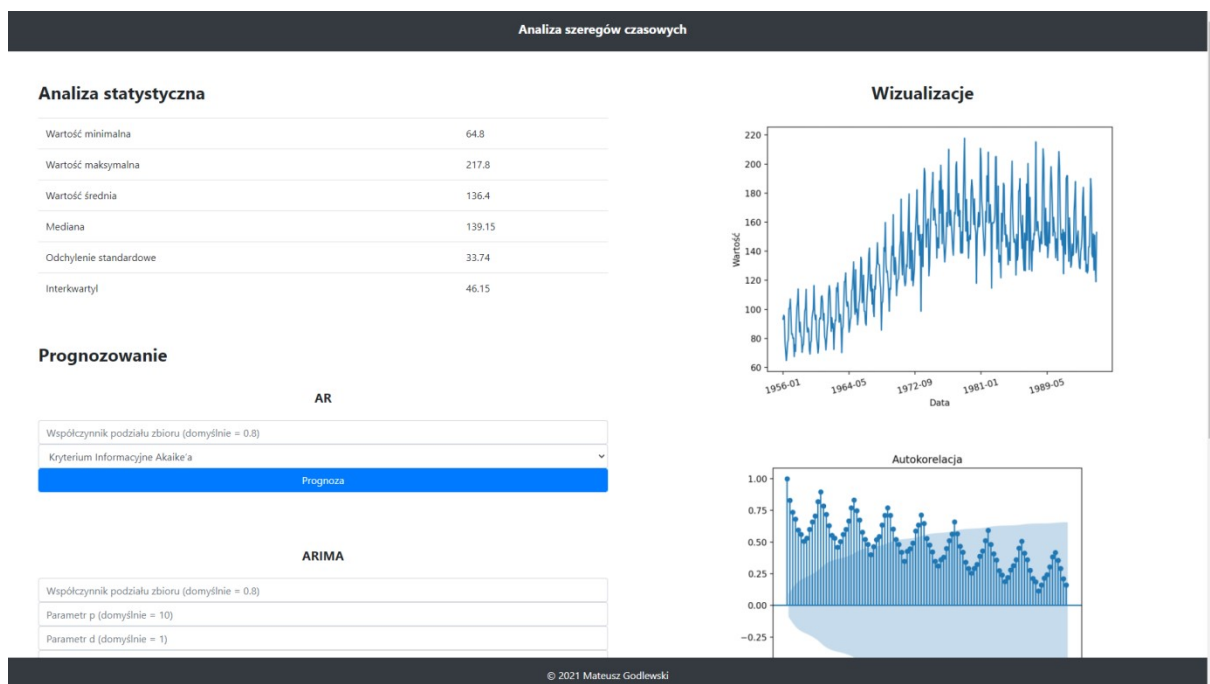 Analiza szeregów czasowych
Analiza statystyczna
Wartość minimalna 64.8
Wartość maksymalna 217.8
Wartość średnia 136.4
Mediana 139.15
Odchylenie standardowe 33.74
Interkwartyl 46.15
Prognozowanie
AR
Współczynnik podziału zbioru (domyślnie = 0.8)
Kryterium Informacyjne Akaike'a
Prognoza
ARIMA
Współczynnik podziału zbioru (domyślnie = 0.8)
Parametr p (domyślnie = 10)
Parametr d (domyślnie = 1)
Wizualizacje
220
200
180
160
140
120
100
80
60
Wartość
1956-01 1964-05 1972-09 1981-01 1989-05
Data
Autokorelacja
1.00
0.75
0.50
0.25
0.00
−0.25
© 2021 Mateusz Godlewski